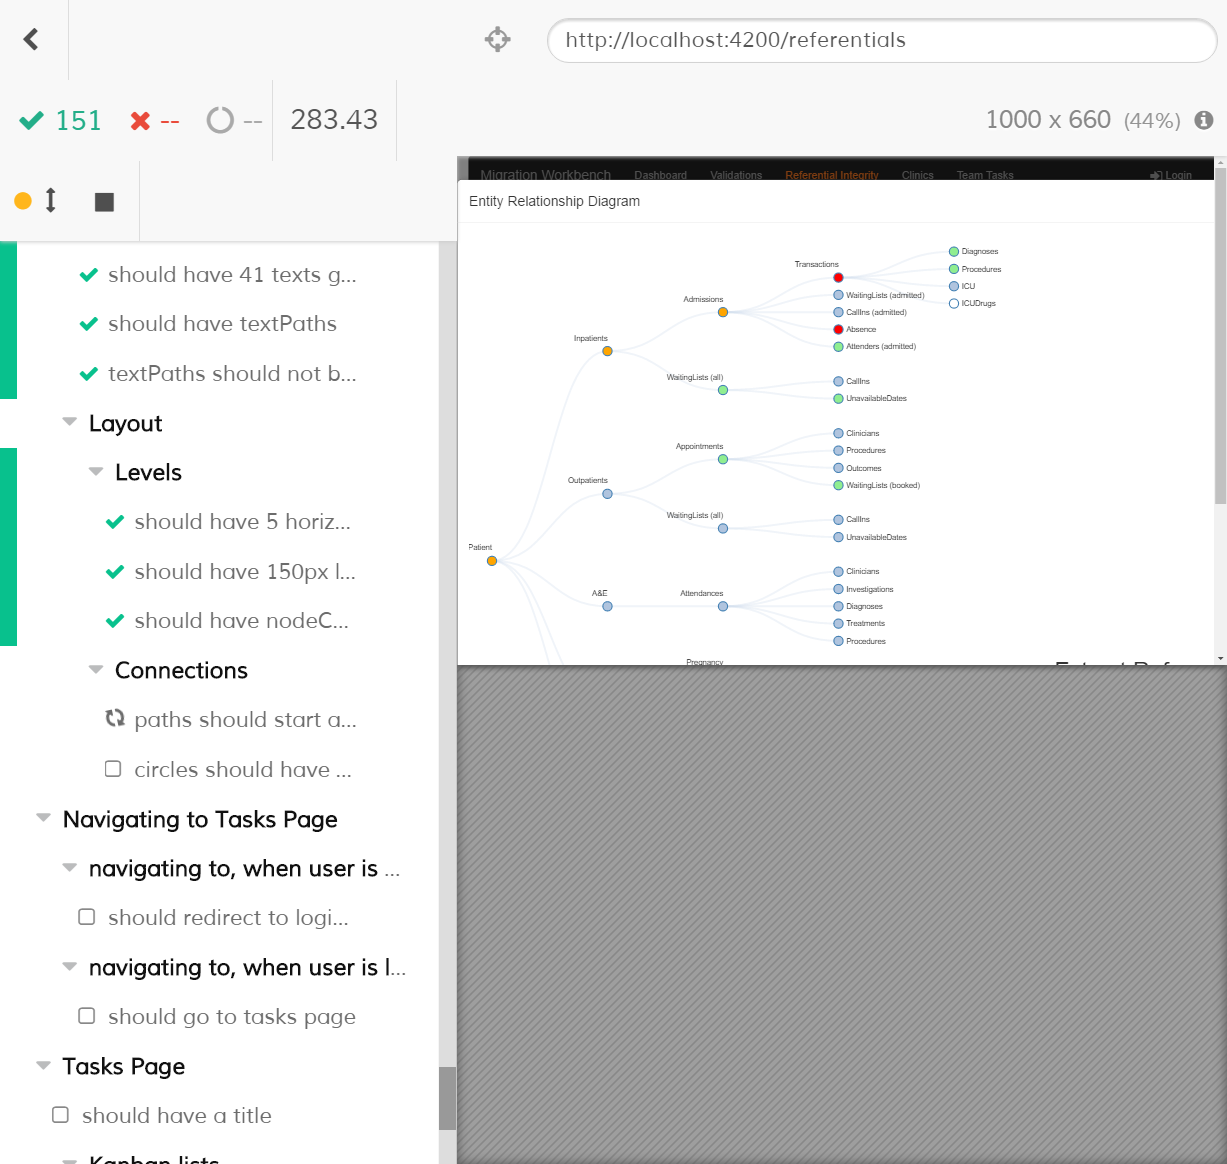 http://localhost:4200/referentials
151 -- -- 283.43
1000 x 660 (44%)
should have 41 texts g...
should have textPaths
textPaths should not b...
Layout
Levels
should have 5 horiz...
should have 150px l...
should have nodeC...
Connections
paths should start a...
circles should have ...
Navigating to Tasks Page
navigating to, when user is ...
should redirect to logi...
navigating to, when user is l...
should go to tasks page
Tasks Page
should have a title
Kanban lists
Migration Workbench Dashboard Validations Referential Integrity Clinics Team Tasks Login
Entity Relationship Diagram
Diagnoses
Transactions
Procedures
ICU
Admissions
WaitingLists (admitted)
ICUDrugs
CallIns (admitted)
Absence
Inpatients
Attenders (admitted)
WaitingLists (all)
CallIns
UnavailableDates
Clinicians
Appointments
Procedures
Outcomes
Outpatients
WaitingLists (booked)
WaitingLists (all)
CallIns
UnavailableDates
Patient
Clinicians
A&E
Attendances
Investigations
Diagnoses
Treatments
Procedures
Pregnancy